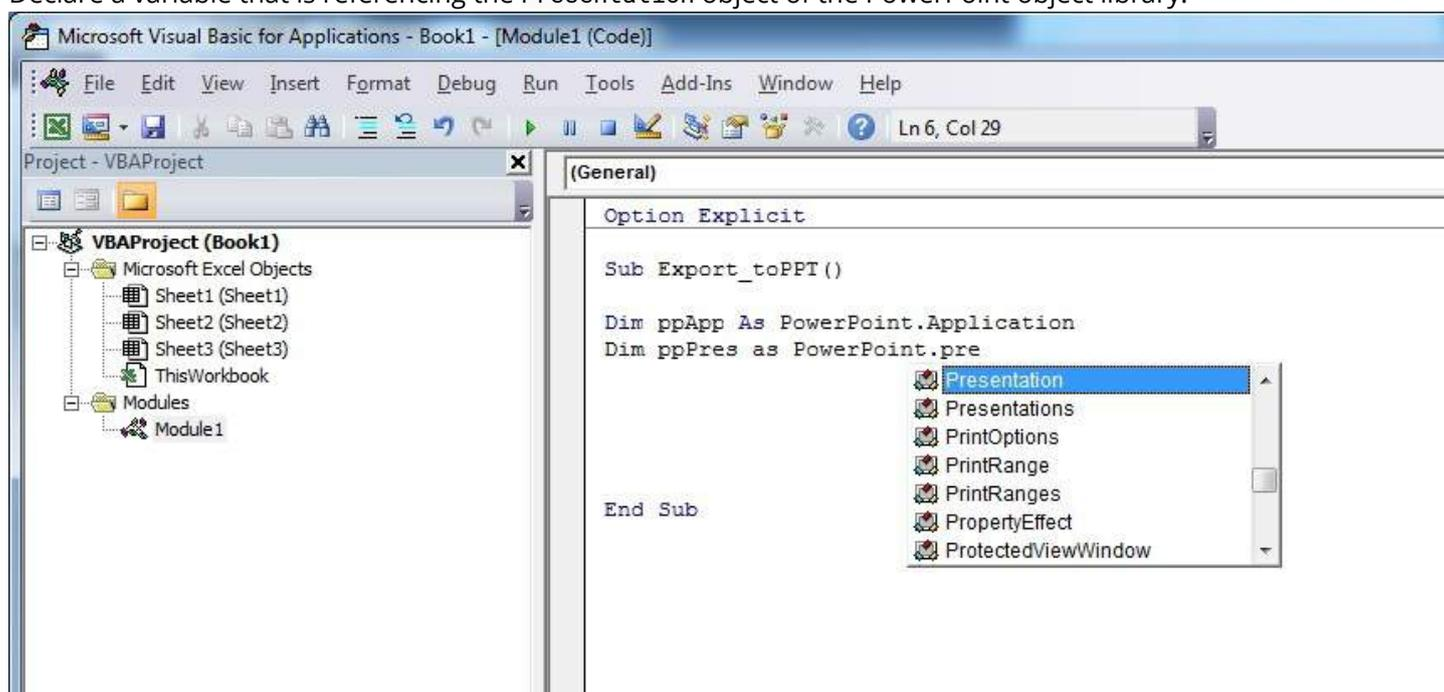 Declare a variable that is referencing the Presentation object of the PowerPoint object library.
Microsoft Visual Basic for Applications - Book1 - [Module1 (Code)]
File Edit View Insert Format Debug Run Tools Add-Ins Window Help
Ln 6, Col 29
Project - VBAProject
(General)
VBAProject (Book1)
Microsoft Excel Objects
Sheet1 (Sheet1)
Sheet2 (Sheet2)
Sheet3 (Sheet3)
ThisWorkbook
Modules
Module1
Option Explicit
Sub Export_toPPT()
Dim ppApp As PowerPoint.Application
Dim ppPres as PowerPoint.pre
Presentation
Presentations
PrintOptions
PrintRange
PrintRanges
PropertyEffect
ProtectedViewWindow
End Sub